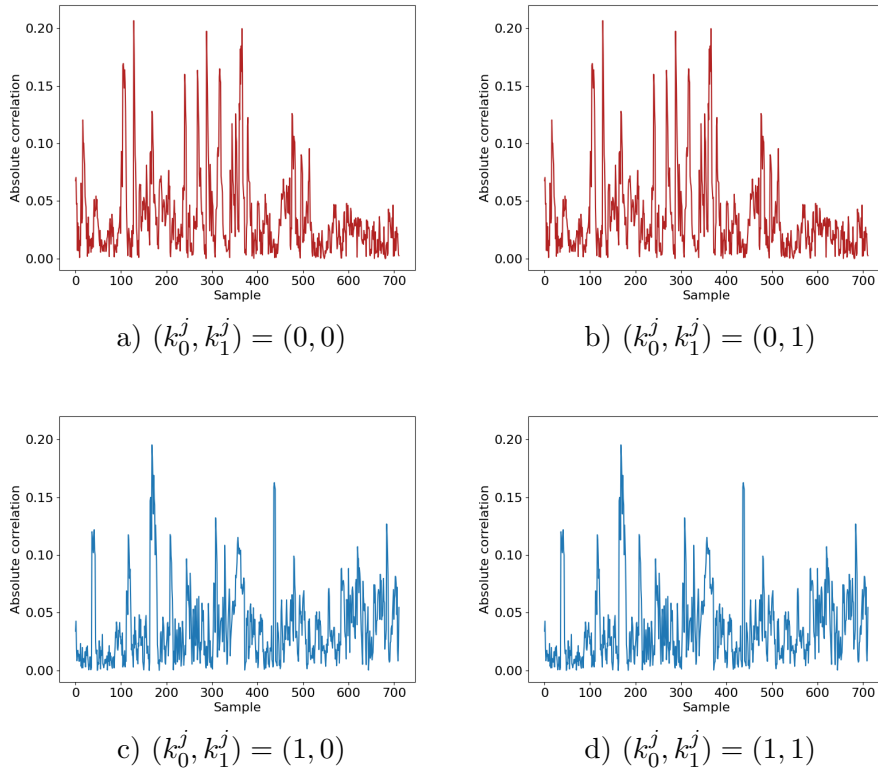 0.20
0.15
0.10
0.05
0.00
Absolute correlation
0 100 200 300 400 500 600 700
Sample
a) (k_0^j, k_1^j) = (0, 0)
0.20
0.15
0.10
0.05
0.00
Absolute correlation
0 100 200 300 400 500 600 700
Sample
b) (k_0^j, k_1^j) = (0, 1)
0.20
0.15
0.10
0.05
0.00
Absolute correlation
0 100 200 300 400 500 600 700
Sample
c) (k_0^j, k_1^j) = (1, 0)
0.20
0.15
0.10
0.05
0.00
Absolute correlation
0 100 200 300 400 500 600 700
Sample
d) (k_0^j, k_1^j) = (1, 1)